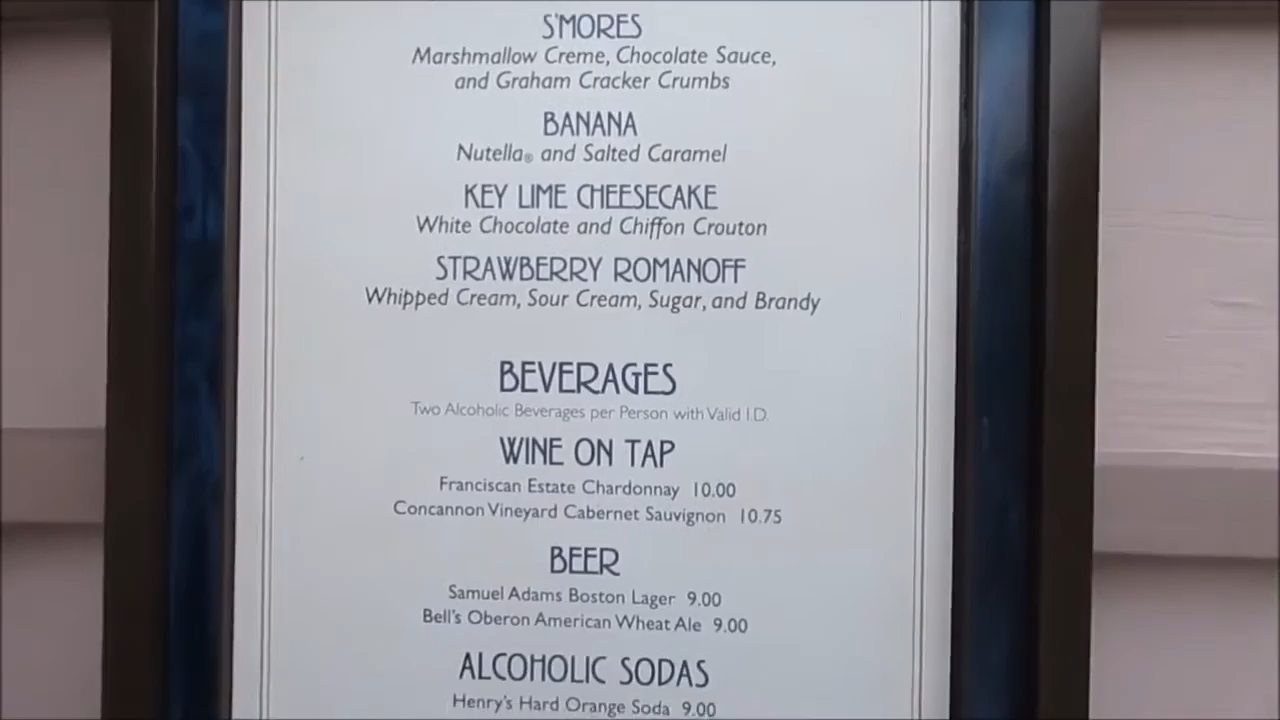 S'MORES
Marshmallow Creme, Chocolate Sauce,
and Graham Cracker Crumbs
BANANA
Nutella® and Salted Caramel
KEY LIME CHEESECAKE
White Chocolate and Chiffon Crouton
STRAWBERRY ROMANOFF
Whipped Cream, Sour Cream, Sugar, and Brandy
BEVERAGES
Two Alcoholic Beverages per Person with Valid I.D.
WINE ON TAP
Franciscan Estate Chardonnay 10.00
Concannon Vineyard Cabernet Sauvignon 10.75
BEER
Samuel Adams Boston Lager 9.00
Bell's Oberon American Wheat Ale 9.00
ALCOHOLIC SODAS
Henry's Hard Orange Soda 9.00